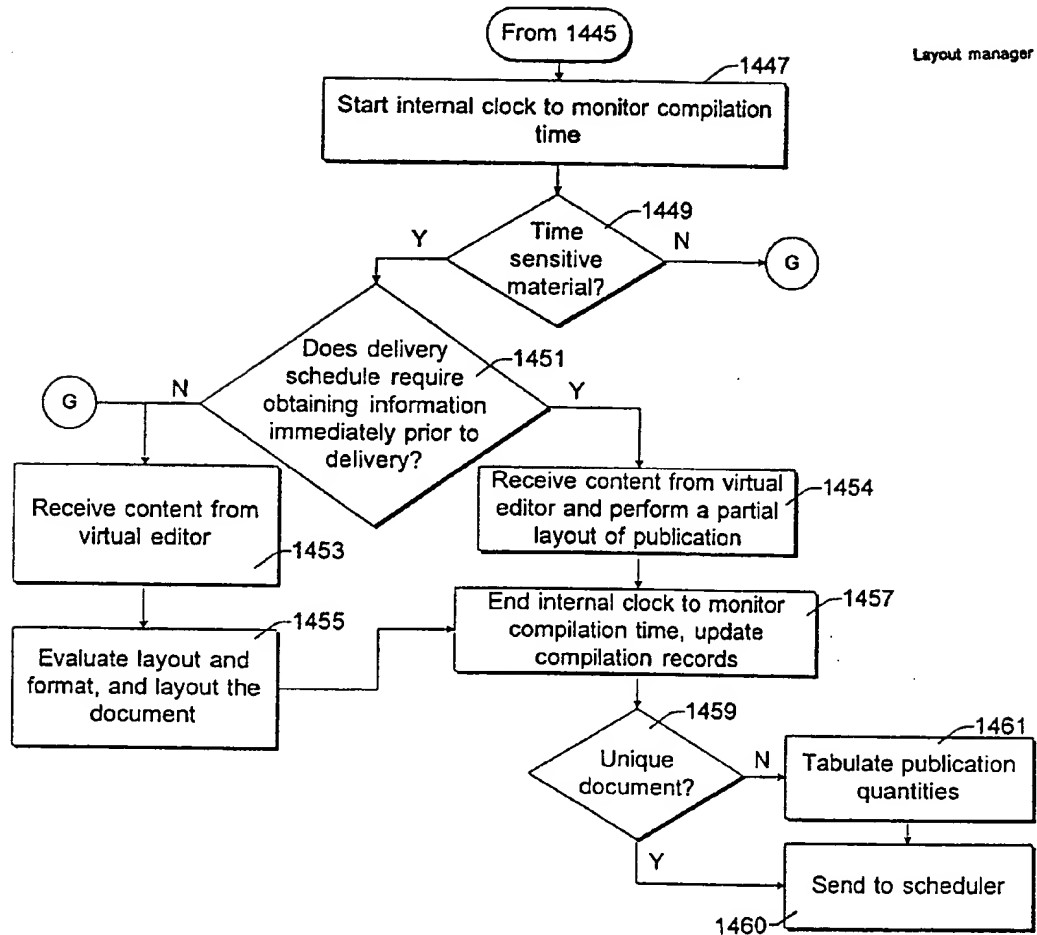 From 1445
Layout manager
1447
Start internal clock to monitor compilation
time
1449
Time
sensitive
material?
Y
N
G
1451
Does delivery
schedule require
obtaining information
immediately prior to
delivery?
N
Y
G
Receive content from
virtual editor
1453
Receive content from virtual
editor and perform a partial
layout of publication
1454
1455
Evaluate layout and
format, and layout the
document
End internal clock to monitor
compilation time, update
compilation records
1457
1459
Unique
document?
N
Y
1461
Tabulate publication
quantities
Send to scheduler
1460